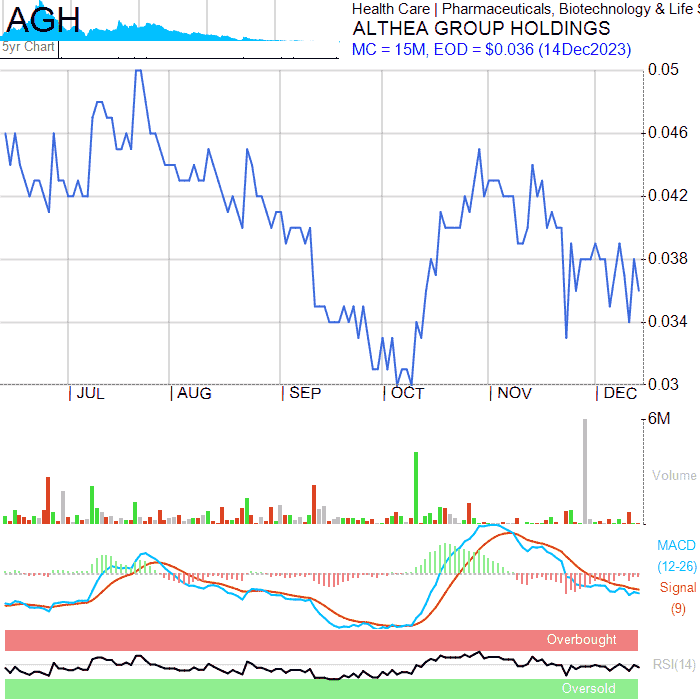 AGH
5yr Chart
Health Care | Pharmaceuticals, Biotechnology & Life S
ALTHEA GROUP HOLDINGS
MC = 15M, EOD = $0.036 (14Dec2023)
0.05
0.046
0.042
0.038
0.034
0.03
JUL AUG SEP OCT NOV DEC
6M
Volume
MACD
(12-26)
Signal
(9)
Overbought
RSI(14)
Oversold